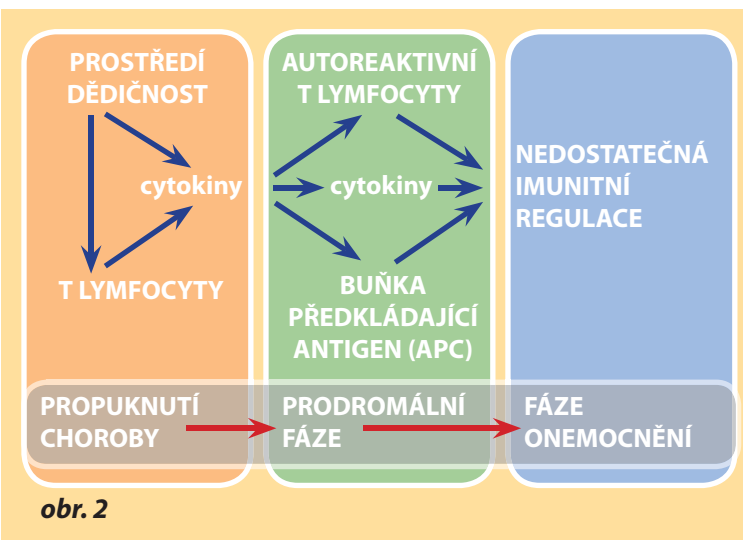 PROSTŘEDÍ
DĚDIČNOST
cytokiny
T LYMFOCYTY
AUTOREAKTIVNÍ
T LYMFOCYTY
cytokiny
BUŇKA
PŘEDKLÁDAJÍCÍ
ANTIGEN (APC)
NEDOSTATEČNÁ
IMUNITNÍ
REGULACE
PROPUKNUTÍ
CHOROBY
PRODROMÁLNÍ
FÁZE
FÁZE
ONEMOCNĚNÍ
obr. 2